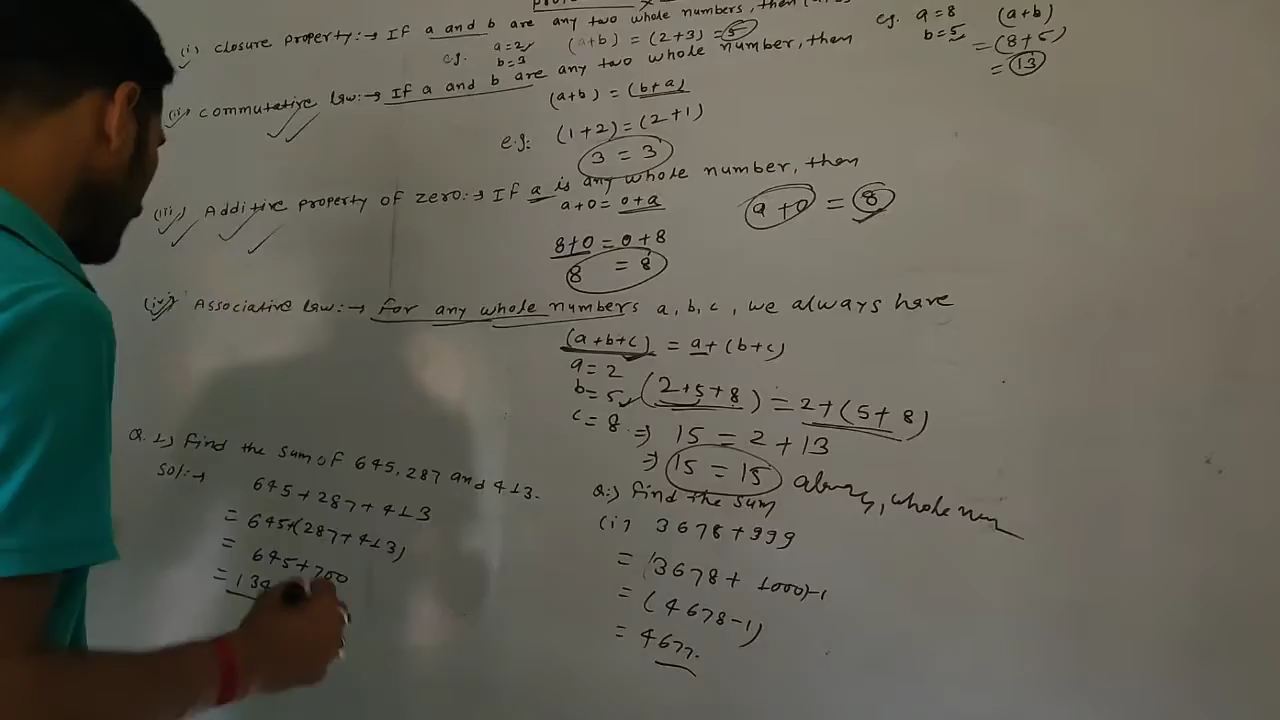 (i) Closure property:→ If a and b are any two whole numbers, then
e.g. a=2 b=3 (a+b) = (2+3) = 5
e.g. a=8 b=5 (a+b)
= (8+5)
= 13
(ii) Commutative law:→ If a and b are any two whole number, then
(a+b) = (b+a)
e.g: (1+2) = (2+1)
3 = 3
(iii) Additive property of zero:→ If a is any whole number, then
a+0 = 0+a
a+0 = 8
8+0 = 0+8
8 = 8
(iv) Associative law:→ for any whole numbers a, b, c, we always have
(a+b+c) = a+(b+c)
a=2
b=5
c=8
(2+5+8) = 2+(5+8)
⇒ 15 = 2+13
⇒ 15 = 15
Q.1) Find the sum of 645, 287 and 413.
Sol:→ 645+287+413
= 645+(287+413)
= 645+700
= 13
Q:) find the sum
(i) 3678+999
= (3678+1000)-1
= (4678-1)
= 4677.